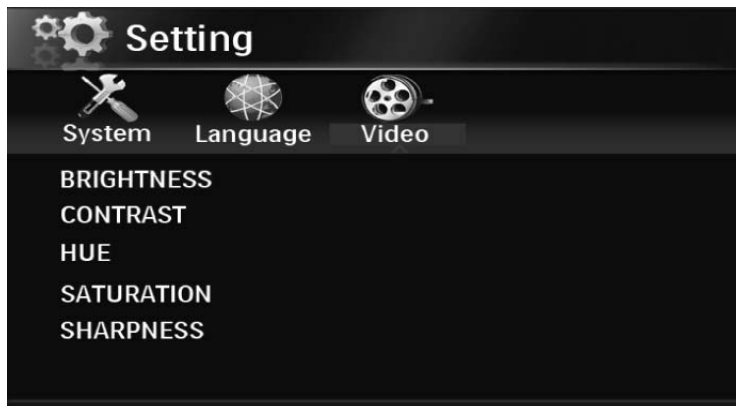 Setting
System Language Video
BRIGHTNESS
CONTRAST
HUE
SATURATION
SHARPNESS